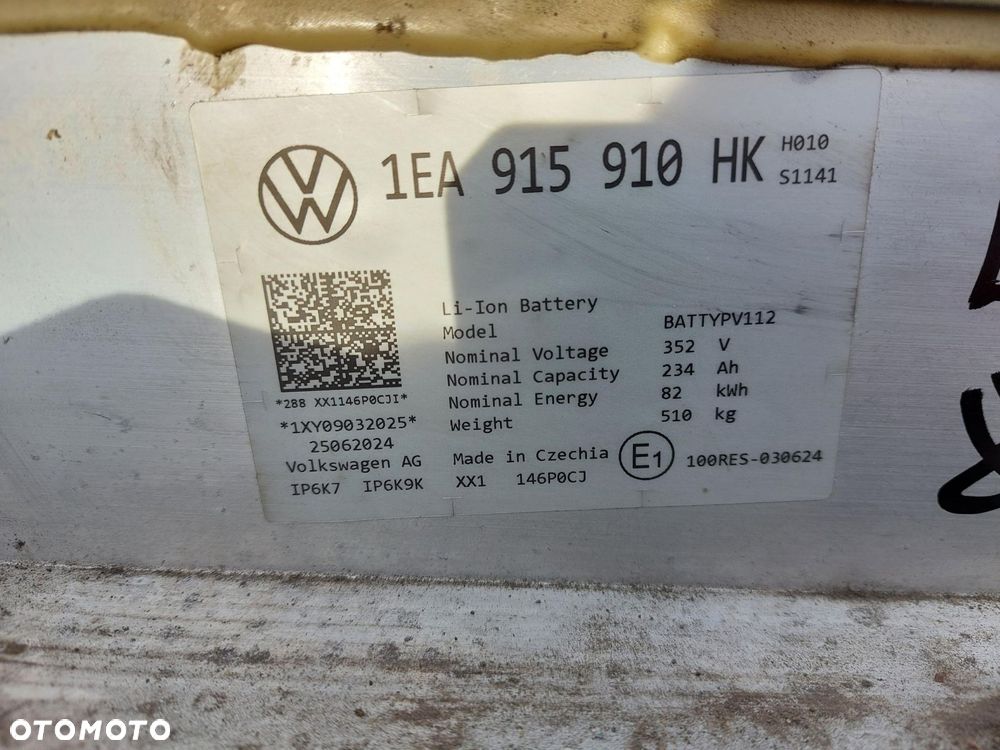 1EA 915 910 HK H010
S1141
Li-Ion Battery
Model BATTYPV112
Nominal Voltage 352 V
Nominal Capacity 234 Ah
Nominal Energy 82 kWh
Weight 510 kg
*288 XX1146P0CJI*
*1XY09032025*
25062024
Volkswagen AG Made in Czechia E1 100RES-030624
IP6K7 IP6K9K XX1 146P0CJ
OTOMOTO